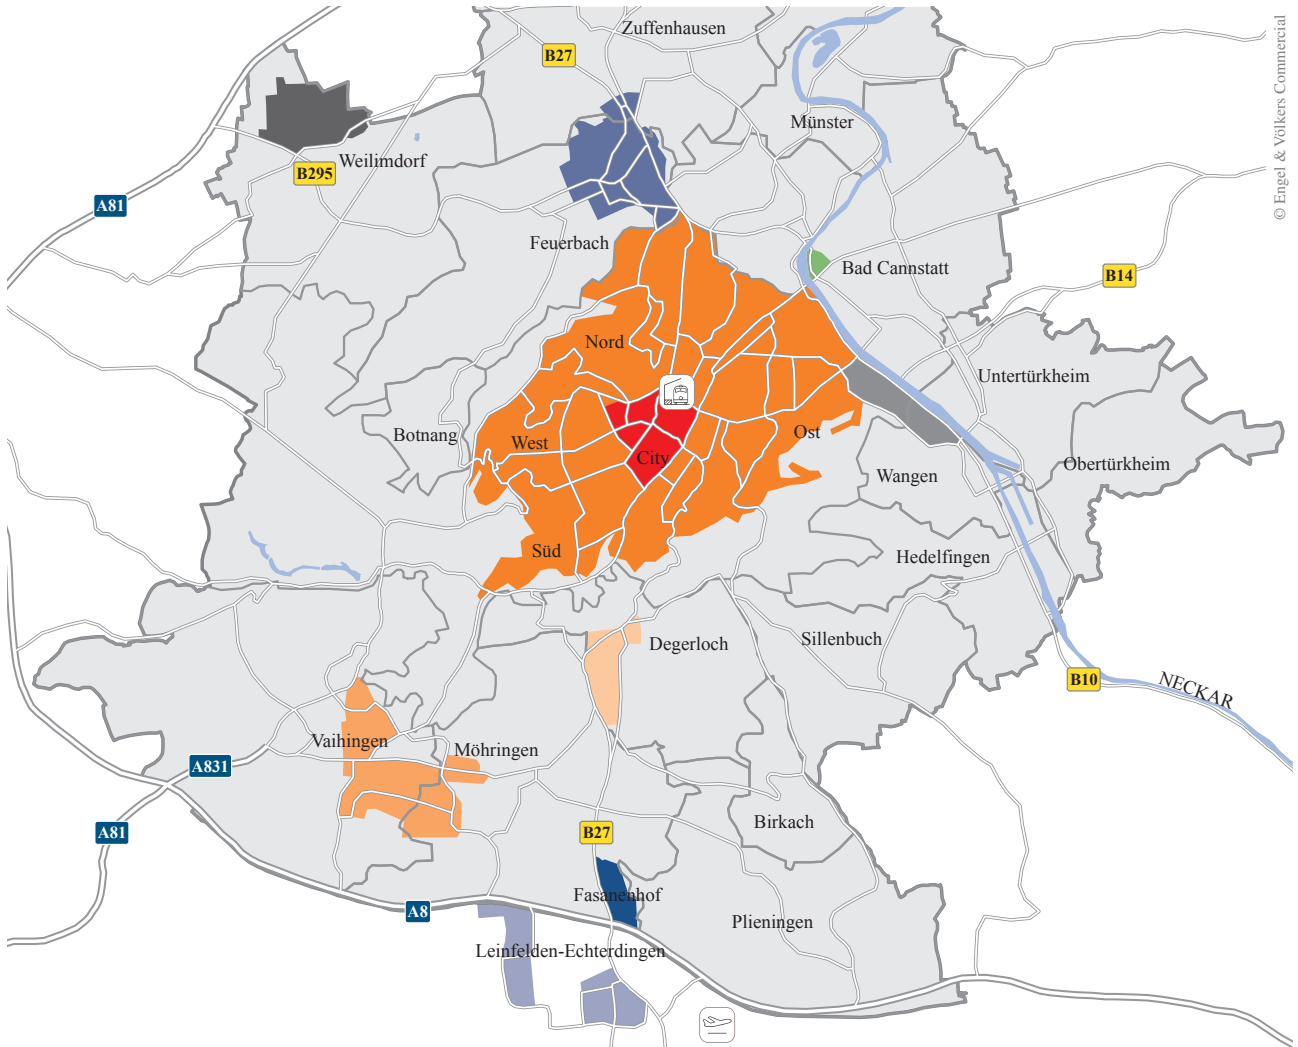 Zuffenhausen
B27
© Engel & Völkers Commercial
Münster
Weilimdorf
B295
A81
Feuerbach
Bad Cannstatt
B14
Nord
Untertürkheim
Botnang
West
Ost
City
Obertürkheim
Wangen
Süd
Hedelfingen
Degerloch
Sillenbuch
B10
NECKAR
Vaihingen
Möhringen
A831
A81
B27
Birkach
Fasanenhof
A8
Plieningen
Leinfelden-Echterdingen